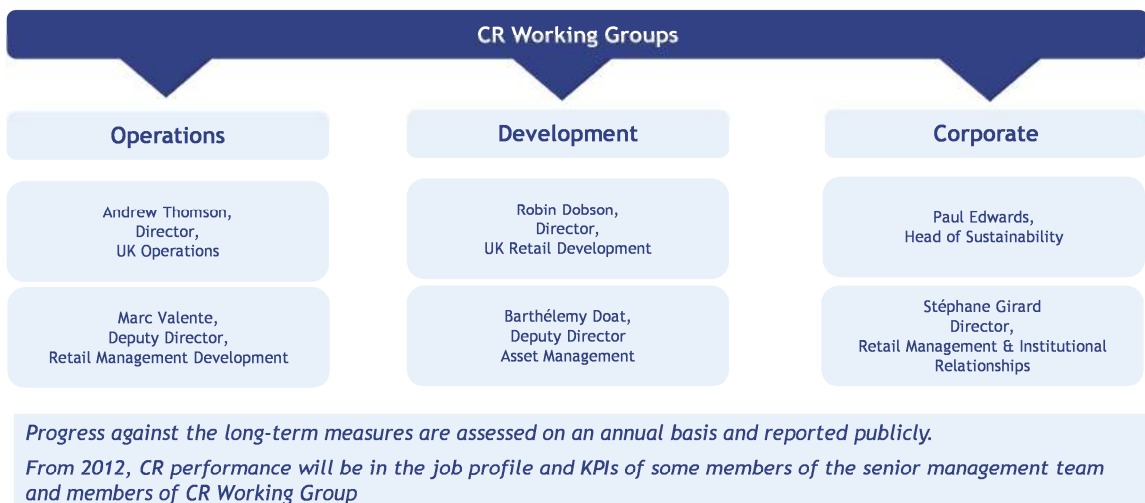 CR Working Groups
Operations
Andrew Thomson,
Director,
UK Operations
Marc Valente,
Deputy Director,
Retail Management Development
Development
Robin Dobson,
Director,
UK Retail Development
Barthélemy Doat,
Deputy Director
Asset Management
Corporate
Paul Edwards,
Head of Sustainability
Stéphane Girard
Director,
Retail Management & Institutional
Relationships
Progress against the long-term measures are assessed on an annual basis and reported publicly.
From 2012, CR performance will be in the job profile and KPIs of some members of the senior management team
and members of CR Working Group